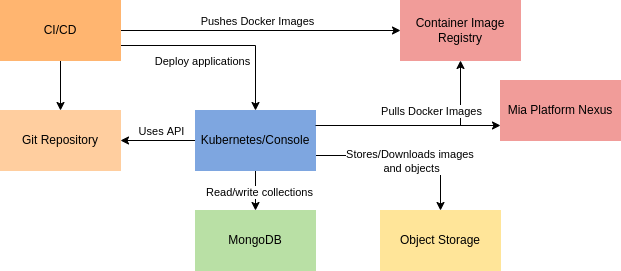 CI/CD
Pushes Docker Images
Container Image
Registry
Deploy applications
Git Repository
Uses API
Kubernetes/Console
Pulls Docker Images
Mia Platform Nexus
Stores/Downloads images
and objects
Read/write collections
MongoDB
Object Storage